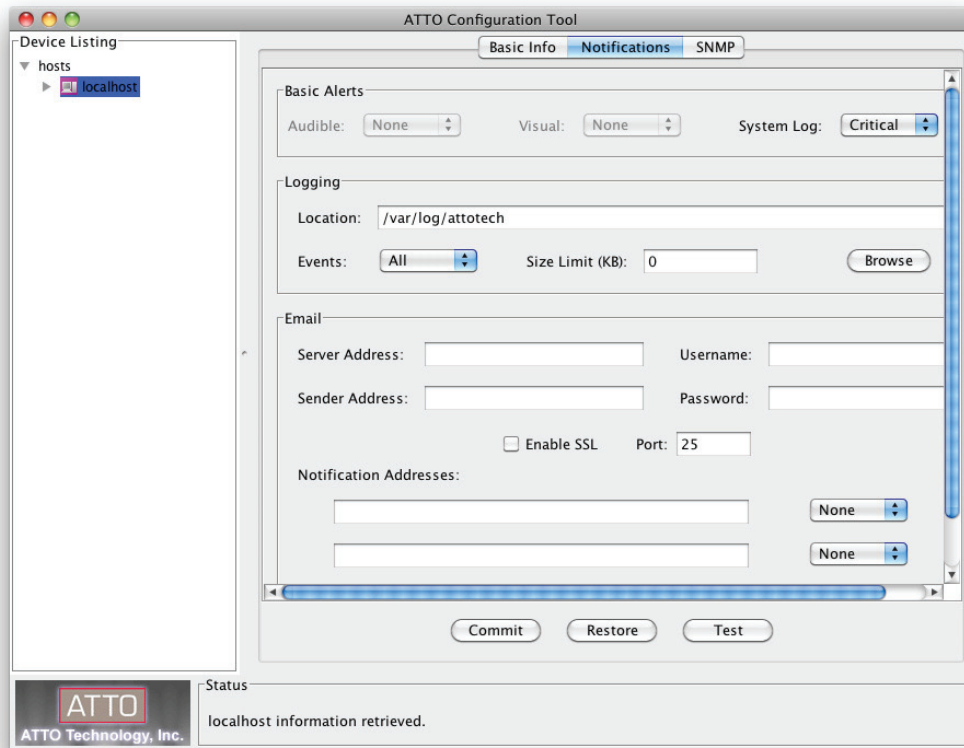 ATTO Configuration Tool
Device Listing
hosts
localhost
Basic Info Notifications SNMP
Basic Alerts
Audible: None Visual: None System Log: Critical
Logging
Location: /var/log/attotech
Events: All Size Limit (KB): 0 Browse
Email
Server Address: Username:
Sender Address: Password:
Enable SSL Port: 25
Notification Addresses:
None
None
Commit Restore Test
ATTO
ATTO Technology, Inc.
Status
localhost information retrieved.